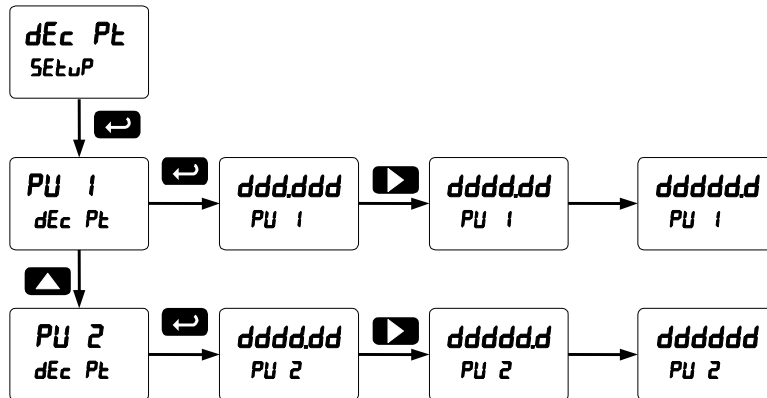 dEc Pt
SEtuP
PU 1
dEc Pt
ddd.ddd
PU 1
dddd.dd
PU 1
ddddd.d
PU 1
PU 2
dEc Pt
dddd.dd
PU 2
ddddd.d
PU 2
dddddd
PU 2